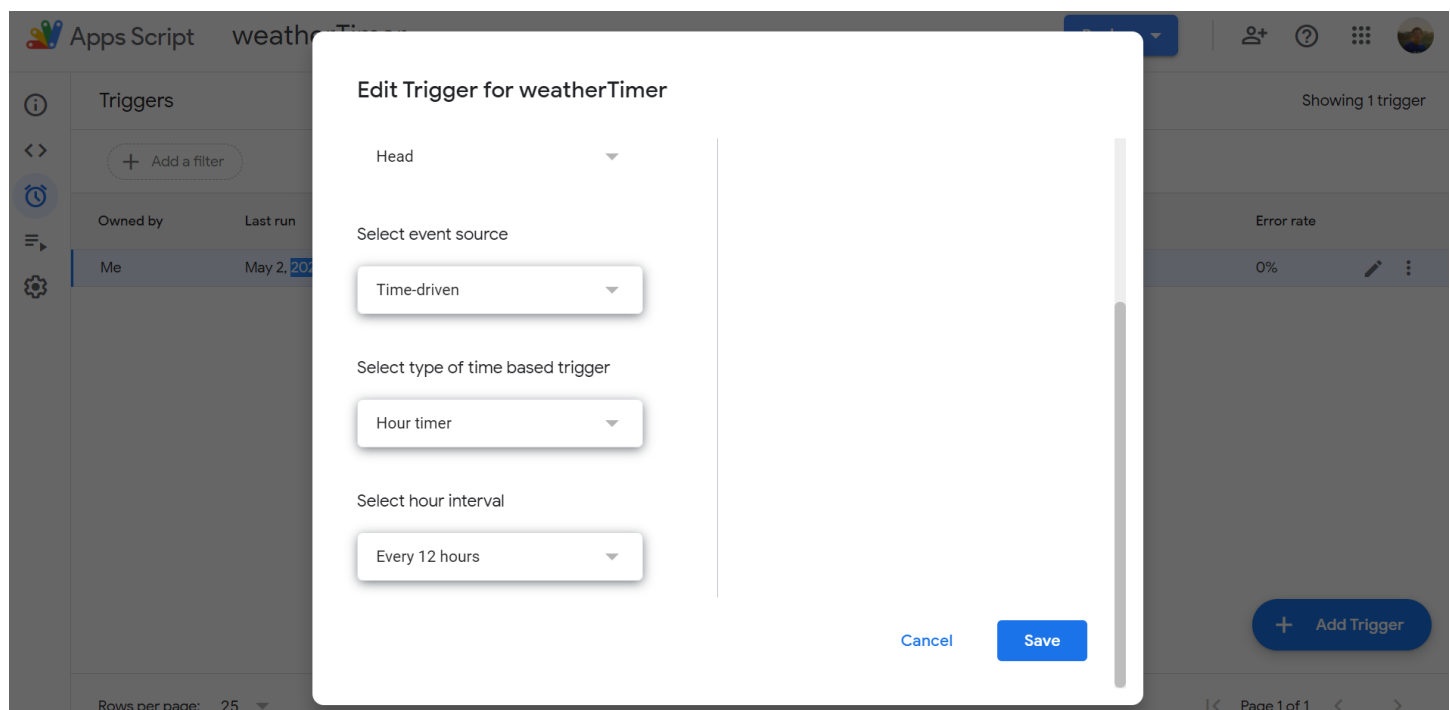 Apps Script weatherTimer
Edit Trigger for weatherTimer
Triggers
Showing 1 trigger
Add a filter
Head
Owned by Last run
Error rate
Me May 2, 202
0%
Select event source
Time-driven
Select type of time based trigger
Hour timer
Select hour interval
Every 12 hours
Cancel Save
Add Trigger
Rows per page: 25
Page 1 of 1